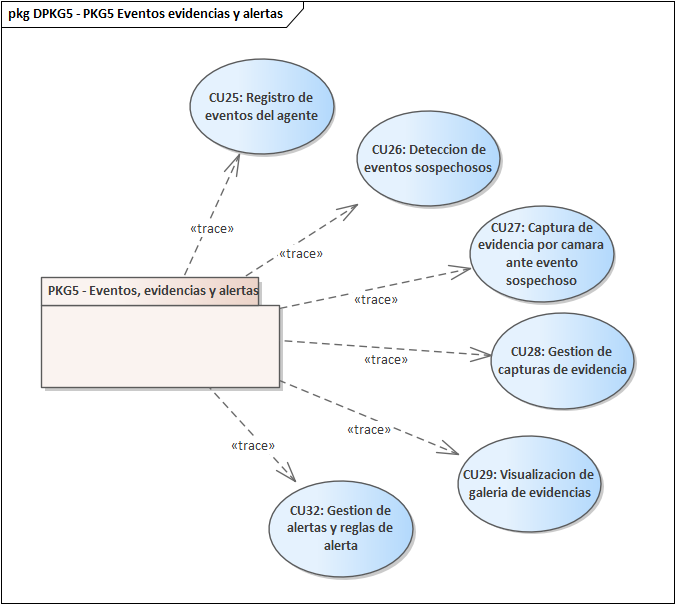 pkg DPKG5 - PKG5 Eventos evidencias y alertas
CU25: Registro de
eventos del agente
CU26: Deteccion de
eventos sospechosos
«trace»
«trace»
CU27: Captura de
evidencia por camara
ante evento
sospechoso
«trace»
PKG5 - Eventos, evidencias y alertas
CU28: Gestion de
capturas de evidencia
«trace»
«trace»
«trace»
CU29: Visualizacion de
galeria de evidencias
CU32: Gestion de
alertas y reglas de
alerta